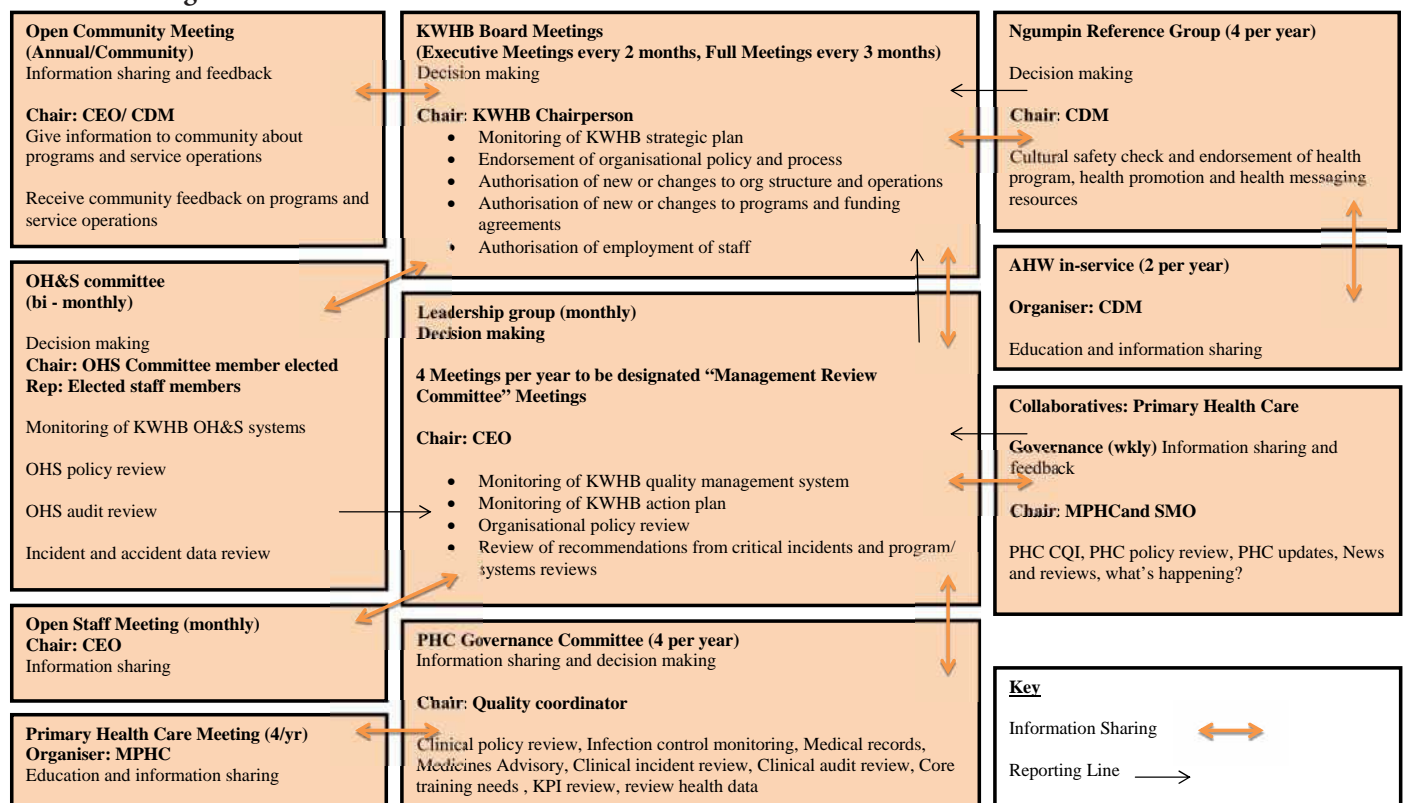 Open Community Meeting
(Annual/Community)
Information sharing and feedback
Chair: CEO/ CDM
Give information to community about
programs and service operations
Receive community feedback on programs and
service operations
OH&S committee
(bi - monthly)
Decision making
Chair: OHS Committee member elected
Rep: Elected staff members
Monitoring of KWHB OH&S systems
OHS policy review
OHS audit review
Incident and accident data review
Open Staff Meeting (monthly)
Chair: CEO
Information sharing
Primary Health Care Meeting (4/yr)
Organiser: MPHC
Education and information sharing
KWHB Board Meetings
(Executive Meetings every 2 months, Full Meetings every 3 months)
Decision making
Chair: KWHB Chairperson
• Monitoring of KWHB strategic plan
• Endorsement of organisational policy and process
• Authorisation of new or changes to org structure and operations
• Authorisation of new or changes to programs and funding
agreements
• Authorisation of employment of staff
Leadership group (monthly)
Decision making
4 Meetings per year to be designated “Management Review
Committee” Meetings
Chair: CEO
• Monitoring of KWHB quality management system
• Monitoring of KWHB action plan
• Organisational policy review
• Review of recommendations from critical incidents and program/
systems reviews
PHC Governance Committee (4 per year)
Information sharing and decision making
Chair: Quality coordinator
Clinical policy review, Infection control monitoring, Medical records,
Medicines Advisory, Clinical incident review, Clinical audit review, Core
training needs , KPI review, review health data
Ngumpin Reference Group (4 per year)
Decision making
Chair: CDM
Cultural safety check and endorsement of health
program, health promotion and health messaging
resources
AHW in-service (2 per year)
Organiser: CDM
Education and information sharing
Collaboratives: Primary Health Care
Governance (wkly) Information sharing and
feedback
Chair: MPHCand SMO
PHC CQI, PHC policy review, PHC updates, News
and reviews, what’s happening?
Key
Information Sharing
Reporting Line